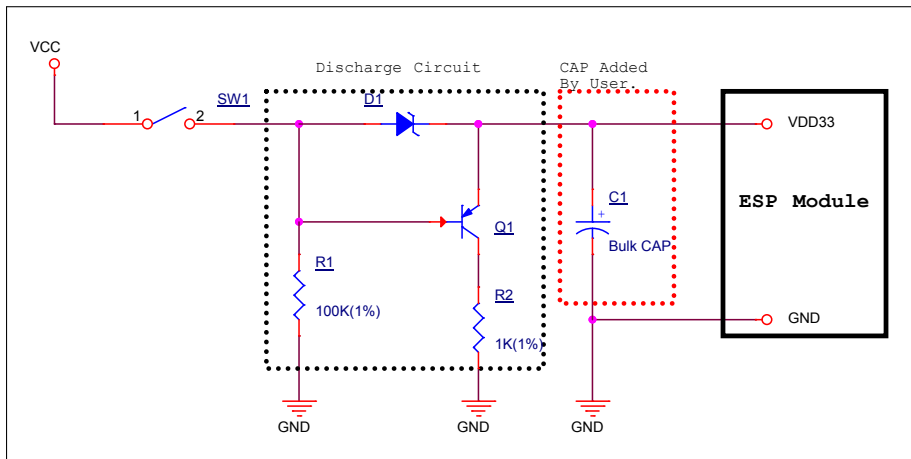 VCC
Discharge Circuit
CAP Added
By User.
SW1
D1
1
2
VDD33
ESP Module
C1
+
Q1
Bulk CAP
R1
R2
100K(1%)
GND
1K(1%)
GND
GND
GND